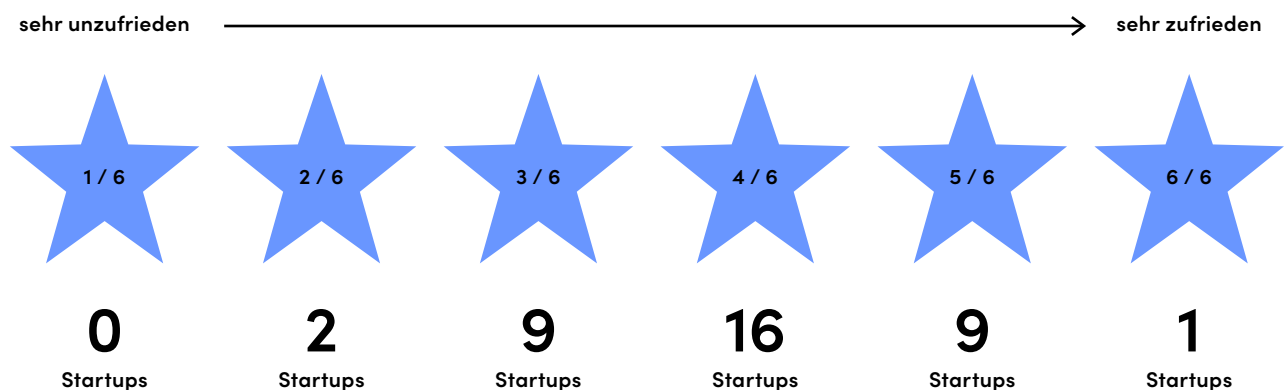 sehr unzufrieden sehr zufrieden
1 / 6 2 / 6 3 / 6 4 / 6 5 / 6 6 / 6
0 2 9 16 9 1
Startups Startups Startups Startups Startups Startups